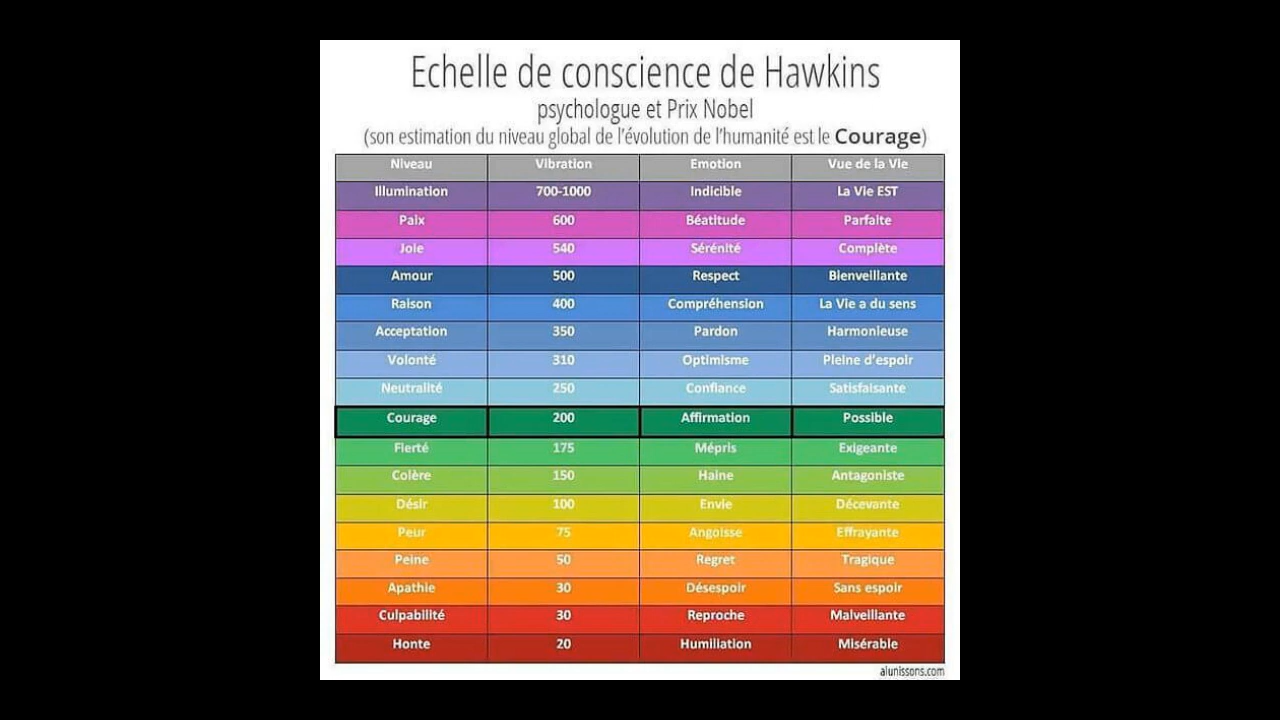 Echelle de conscience de Hawkins
psychologue et Prix Nobel
(son estimation du niveau global de l'évolution de l'humanité est le Courage)
Niveau Vibration Emotion Vue de la Vie
Illumination 700-1000 Indicible La Vie EST
Paix 600 Béatitude Parfaite
Joie 540 Sérénité Complète
Amour 500 Respect Bienveillante
Raison 400 Compréhension La Vie a du sens
Acceptation 350 Pardon Harmonieuse
Volonté 310 Optimisme Pleine d'espoir
Neutralité 250 Confiance Satisfaisante
Courage 200 Affirmation Possible
Fierté 175 Mépris Exigeante
Colère 150 Haine Antagoniste
Désir 100 Envie Décevante
Peur 75 Angoisse Effrayante
Peine 50 Regret Tragique
Apathie 30 Désespoir Sans espoir
Culpabilité 30 Reproche Malveillante
Honte 20 Humiliation Misérable
alunissons.com